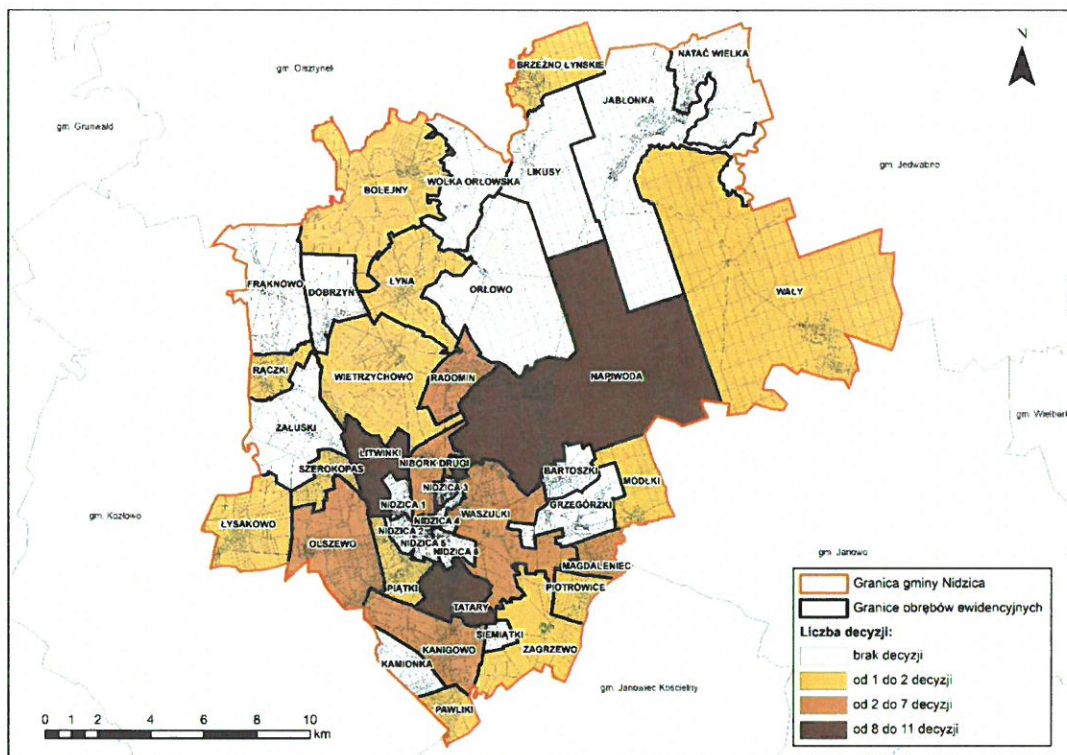 N
gm. Olsztynek
BRZEŹNO ŁYŃSKIE
NATAĆ WIELKA
JABŁONKA
gm. Grunwald
gm. Jedwabno
LIKUSY
WOLKA ORŁOWSKA
BOLEJNY
ŁYNA
FRĄKNOWO
DOBRZYŃ
ORŁOWO
WAŁY
RĄCZKI
WIETRZYCHOWO
RADOMIN
NAPIWODA
gm. Wielbark
ZAŁUSKI
LITWINKI
NIBORK DRUGI
SZEROKOPAS
BARTOSZKI
MODŁKI
NIDZICA 3
NIDZICA 1
GRZEGÓRZKI
WASZULKI
gm. Kozłowo
ŁYSAKOWO
NIDZICA 4
NIDZICA 2
OLSZEWO
NIDZICA 5
NIDZICA 6
gm. Janowo
MAGDALENIEC
PIĄTKI
PIOTROWICE
TATARY
SIEMIĄTKI
KANIGOWO
ZAGRZEWO
KAMIONKA
gm. Janowiec Kościelny
PAWLIKI
Granica gminy Nidzica
Granice obrębów ewidencyjnych
Liczba decyzji:
brak decyzji
od 1 do 2 decyzji
od 2 do 7 decyzji
od 8 do 11 decyzji
0 1 2 4 6 8 10
km